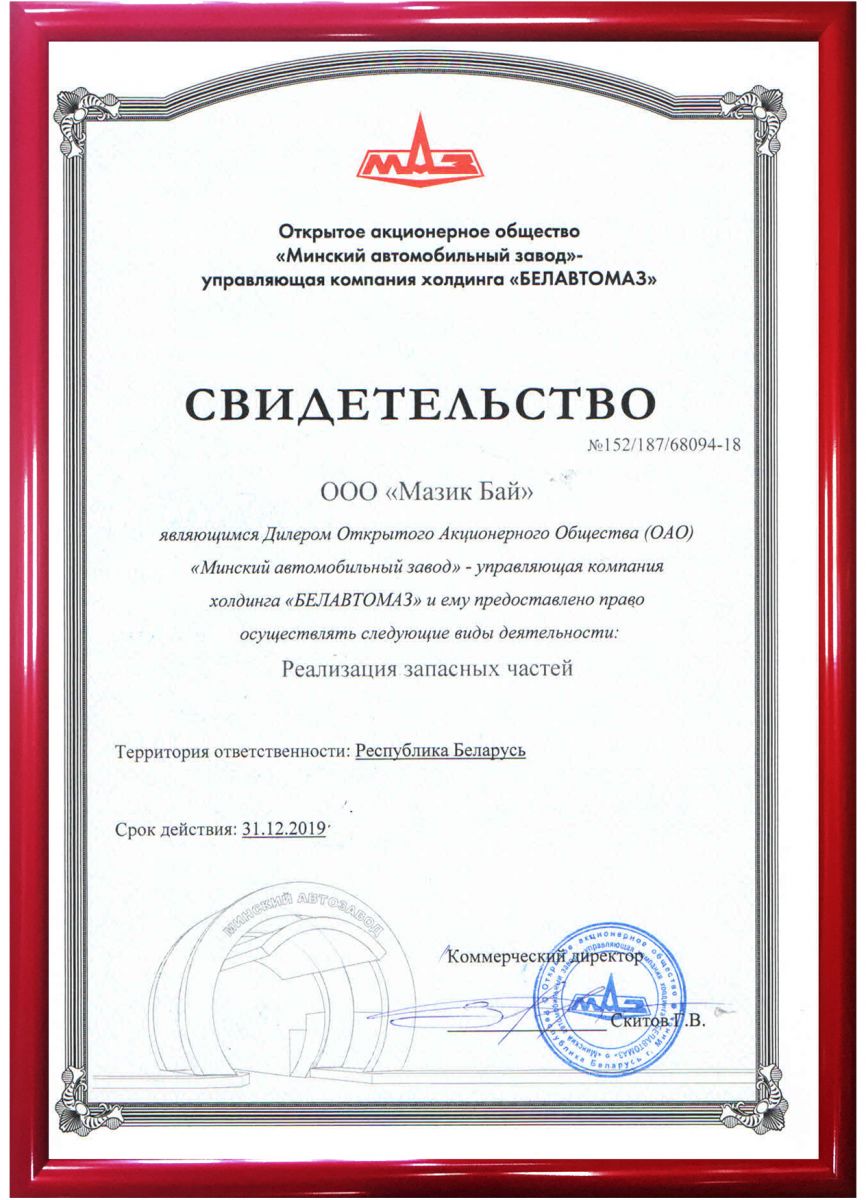 МАЗ
Открытое акционерное общество
«Минский автомобильный завод»-
управляющая компания холдинга «БЕЛАВТОМАЗ»
СВИДЕТЕЛЬСТВО
№152/187/68094-18
ООО «Мазик Бай»
являющимся Дилером Открытого Акционерного Общества (ОАО)
«Минский автомобильный завод» - управляющая компания
холдинга «БЕЛАВТОМАЗ» и ему предоставлено право
осуществлять следующие виды деятельности:
Реализация запасных частей
Территория ответственности: Республика Беларусь
Срок действия: 31.12.2019
МИНСКИЙ АВТОЗАВОД
Коммерческий директор
Скитов Г.В.
Открытое акционерное общество
управляющая компания холдинга «БЕЛАВТОМАЗ»
«Минский автомобильный завод»
Республика Беларусь г. Минск
МАЗ